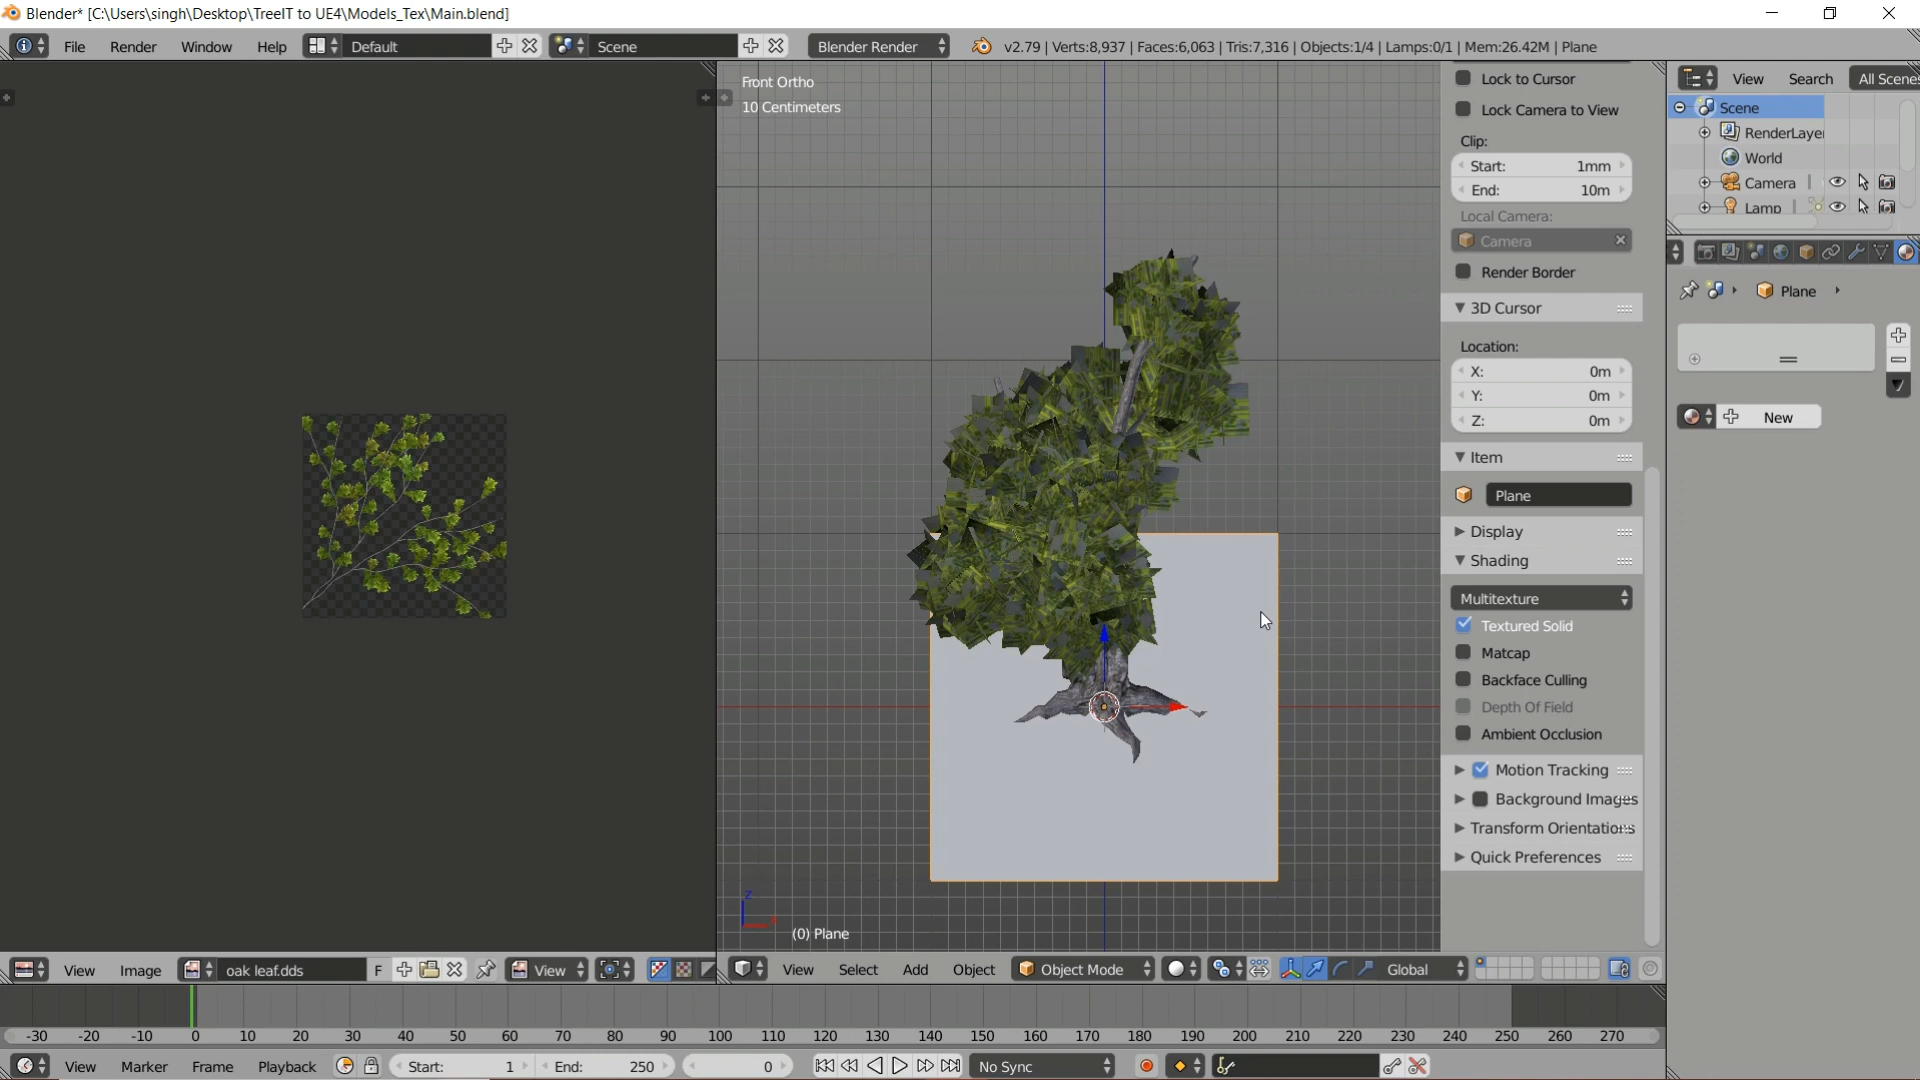 Blender* [C:\Users\singh\Desktop\TreeIT to UE4\Models_Tex\Main.blend]
File Render Window Help Default Scene Blender Render v2.79 | Verts:8,937 | Faces:6,063 | Tris:7,316 | Objects:1/4 | Lamps:0/1 | Mem:26.42M | Plane
Front Ortho
10 Centimeters
Lock to Cursor
Lock Camera to View
Clip:
Start: 1mm
End: 10m
Local Camera:
Camera
Render Border
3D Cursor
Location:
X: 0m
Y: 0m
Z: 0m
Item
Plane
Display
Shading
Multitexture
Textured Solid
Matcap
Backface Culling
Depth Of Field
Ambient Occlusion
Motion Tracking
Background Images
Transform Orientations
Quick Preferences
View Search All Scenes
Scene
RenderLayer
World
Camera
Lamp
Plane
New
z
x
(0) Plane
View Image oak leaf.dds F View
View Select Add Object Object Mode Global
-30 -20 -10 0 10 20 30 40 50 60 70 80 90 100 110 120 130 140 150 160 170 180 190 200 210 220 230 240 250 260 270
View Marker Frame Playback Start: 1 End: 250 0 No Sync